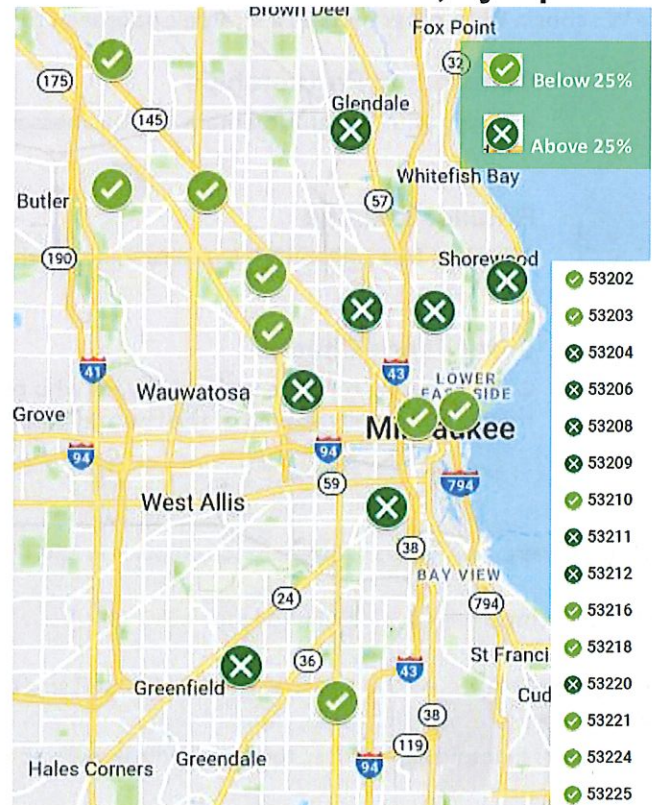 Brown Deer
Fox Point
32
Below 25%
175
Glendale
145
Above 25%
Whitefish Bay
Butler
57
190
Shorewood
53202
53203
53204
41
43
LOWER
EAST SIDE
53206
Wauwatosa
Grove
Milwaukee
53208
94
94
53209
59
794
West Allis
53210
53211
38
BAY VIEW
53212
24
794
53216
St Franci
53218
36
43
Greenfield
53220
Cud
38
53221
119
Greendale
53224
Hales Corners
94
53225